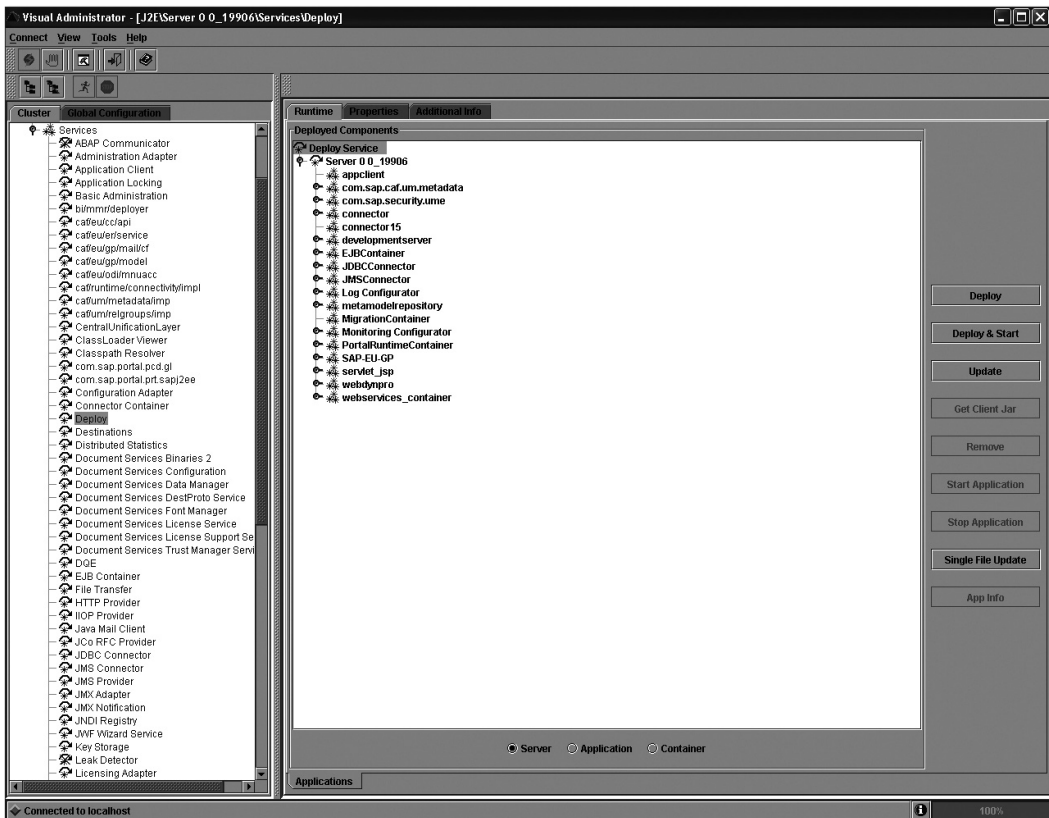 Visual Administrator - [J2E\Server 0 0_19906\Services\Deploy]
Connect View Tools Help
Cluster Global Configuration
Services
ABAP Communicator
Administration Adapter
Application Client
Application Locking
Basic Administration
bi/mmr/deployer
caf/eu/cc/api
caf/eu/er/service
caf/eu/gp/mail/cf
caf/eu/gp/model
caf/eu/odi/mnuacc
caf/runtime/connectivity/impl
caf/um/metadata/imp
caf/um/relgroups/imp
CentralUnificationLayer
ClassLoader Viewer
Classpath Resolver
com.sap.portal.pcd.gl
com.sap.portal.prt.sapj2ee
Configuration Adapter
Connector Container
Deploy
Destinations
Distributed Statistics
Document Services Binaries 2
Document Services Configuration
Document Services Data Manager
Document Services DestProto Service
Document Services Font Manager
Document Services License Service
Document Services License Support Se
Document Services Trust Manager Servi
DQE
EJB Container
File Transfer
HTTP Provider
IIOP Provider
Java Mail Client
JCo RFC Provider
JDBC Connector
JMS Connector
JMS Provider
JMX Adapter
JMX Notification
JNDI Registry
JWF Wizard Service
Key Storage
Leak Detector
Licensing Adapter
Runtime Properties Additional Info
Deployed Components
Deploy Service
Server 0 0_19906
appclient
com.sap.caf.um.metadata
com.sap.security.ume
connector
connector15
developmentserver
EJBContainer
JDBCConnector
JMSConnector
Log Configurator
metamodelrepository
MigrationContainer
Monitoring Configurator
PortalRuntimeContainer
SAP-EU-GP
servlet_jsp
webdynpro
webservices_container
Server Application Container
Applications
Deploy
Deploy & Start
Update
Get Client Jar
Remove
Start Application
Stop Application
Single File Update
App Info
Connected to localhost
100%